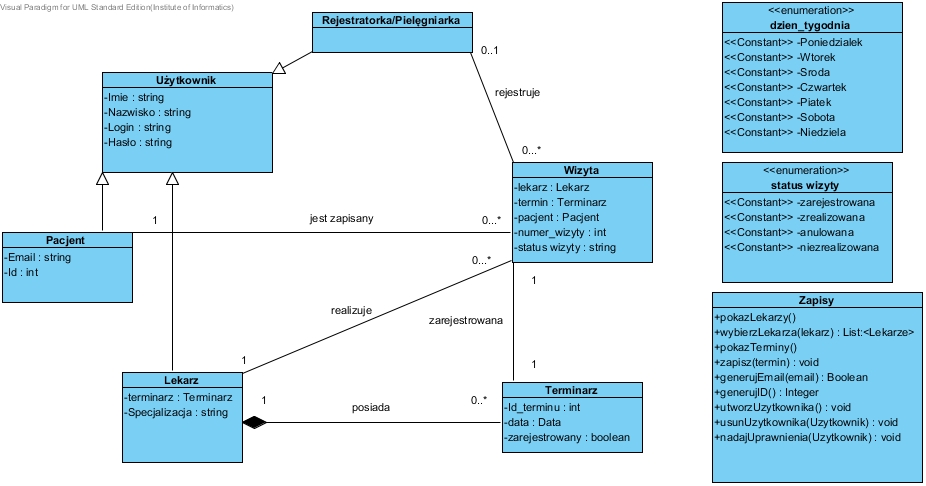 Visual Paradigm for UML Standard Edition(Institute of Informatics)
Rejestratorka/Pielęgniarka
0..1
rejestruje
0...*
Użytkownik
-Imie : string
-Nazwisko : string
-Login : string
-Hasło : string
<<enumeration>>
dzien_tygodnia
<<Constant>> -Poniedzialek
<<Constant>> -Wtorek
<<Constant>> -Sroda
<<Constant>> -Czwartek
<<Constant>> -Piatek
<<Constant>> -Sobota
<<Constant>> -Niedziela
Wizyta
-lekarz : Lekarz
-termin : Terminarz
-pacjent : Pacjent
-numer_wizyty : int
-status wizyty : string
<<enumeration>>
status wizyty
<<Constant>> -zarejestrowana
<<Constant>> -zrealizowana
<<Constant>> -anulowana
<<Constant>> -niezrealizowana
1
jest zapisany
0...*
Pacjent
-Email : string
-Id : int
0...*
realizuje
1
1
zarejestrowana
1
Lekarz
-terminarz : Terminarz
-Specjalizacja : string
1
posiada
0..*
Terminarz
-Id_terminu : int
-data : Data
-zarejestrowany : boolean
Zapisy
+pokazLekarzy()
+wybierzLekarza(lekarz) : List:<Lekarze>
+pokazTerminy()
+zapisz(termin) : void
+generujEmail(email) : Boolean
+generujID() : Integer
+utworzUzytkownika() : void
+usunUzytkownika(Uzytkownik) : void
+nadajUprawnienia(Uzytkownik) : void